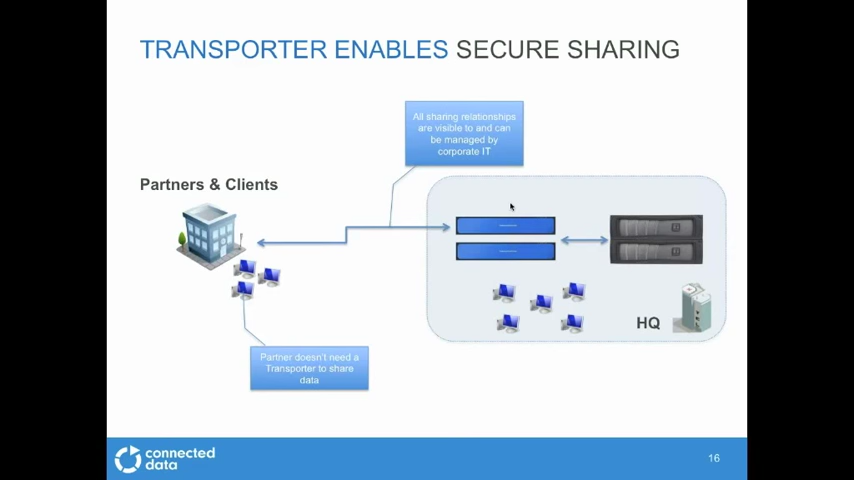 TRANSPORTER ENABLES SECURE SHARING
All sharing relationships
are visible to and can
be managed by
corporate IT
Partners & Clients
HQ
Partner doesn't need a
Transporter to share
data
connected
data
16